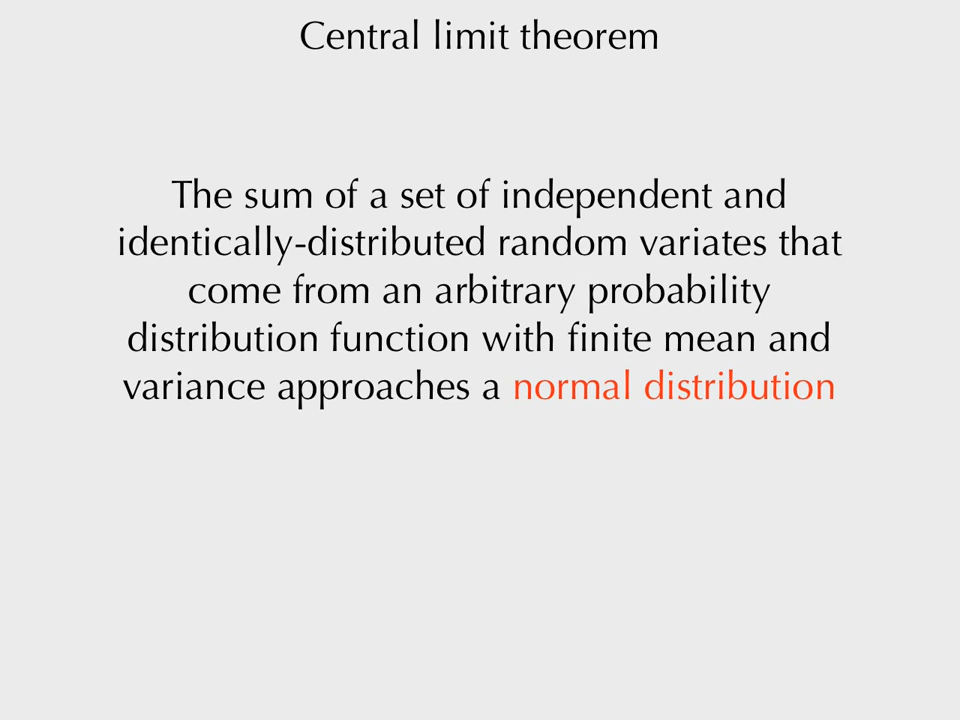 Central limit theorem
The sum of a set of independent and
identically-distributed random variates that
come from an arbitrary probability
distribution function with finite mean and
variance approaches a normal distribution